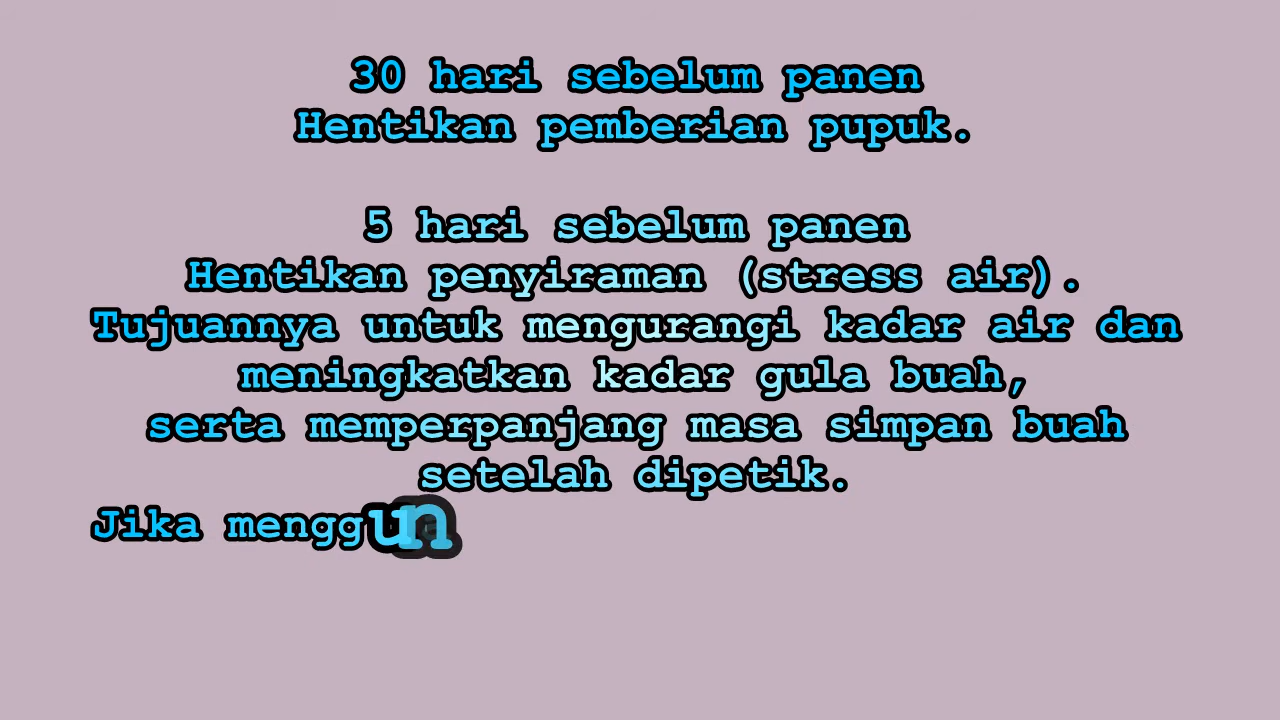 30 hari sebelum panen
Hentikan pemberian pupuk.
5 hari sebelum panen
Hentikan penyiraman (stress air).
Tujuannya untuk mengurangi kadar air dan
meningkatkan kadar gula buah,
serta memperpanjang masa simpan buah
setelah dipetik.
Jika menggun